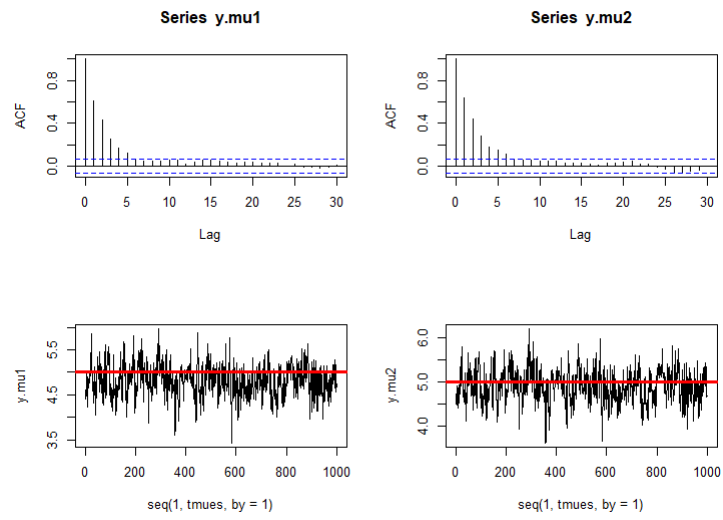 Series y.mu1
Series y.mu2
ACF
0.0 0.4 0.8
0 5 10 15 20 25 30
Lag
ACF
0.0 0.4 0.8
0 5 10 15 20 25 30
Lag
y.mu1
3.5 4.5 5.5
0 200 400 600 800 1000
seq(1, tmues, by = 1)
y.mu2
4.0 5.0 6.0
0 200 400 600 800 1000
seq(1, tmues, by = 1)